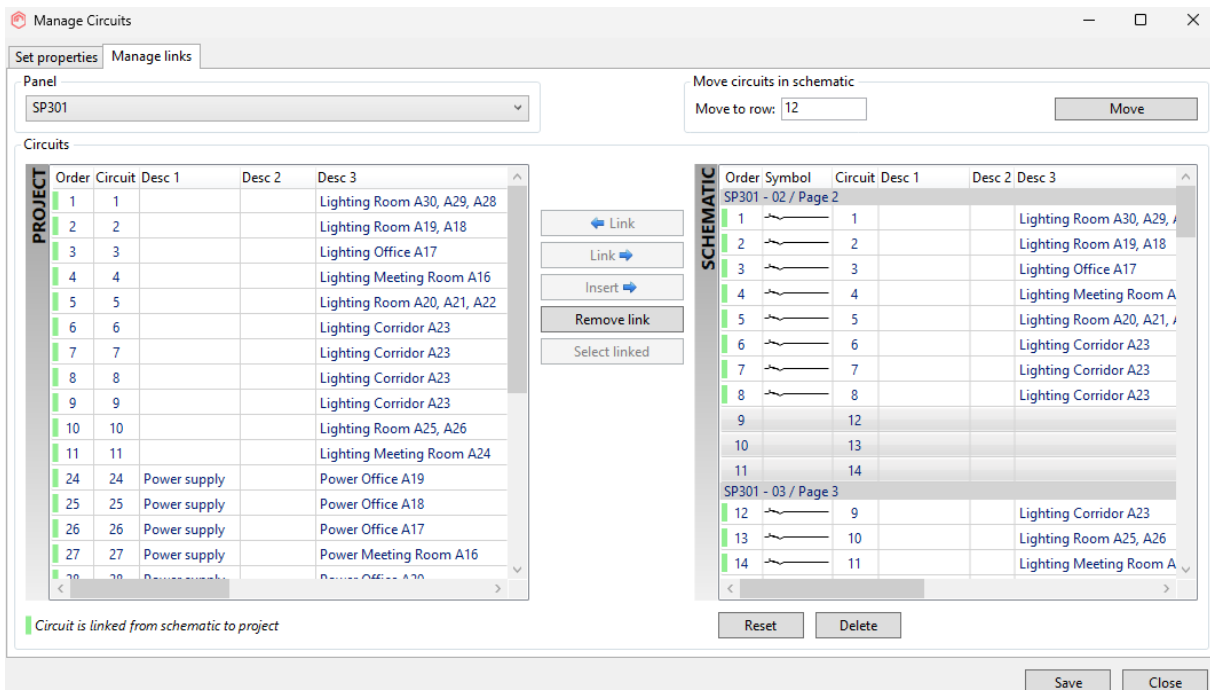 Manage Circuits
Set properties Manage links
Panel
SP301
Move circuits in schematic
Move to row: 12 Move
Circuits
PROJECT
Order Circuit Desc 1 Desc 2 Desc 3
1 1 Lighting Room A30, A29, A28
2 2 Lighting Room A19, A18
3 3 Lighting Office A17
4 4 Lighting Meeting Room A16
5 5 Lighting Room A20, A21, A22
6 6 Lighting Corridor A23
7 7 Lighting Corridor A23
8 8 Lighting Corridor A23
9 9 Lighting Corridor A23
10 10 Lighting Room A25, A26
11 11 Lighting Meeting Room A24
24 24 Power supply Power Office A19
25 25 Power supply Power Office A18
26 26 Power supply Power Office A17
27 27 Power supply Power Meeting Room A16
28 28 Power supply Power Office A20
Circuit is linked from schematic to project
Link
Link
Insert
Remove link
Select linked
SCHEMATIC
Order Symbol Circuit Desc 1 Desc 2 Desc 3
SP301 - 02 / Page 2
1 1 Lighting Room A30, A29,
2 2 Lighting Room A19, A18
3 3 Lighting Office A17
4 4 Lighting Meeting Room A
5 5 Lighting Room A20, A21,
6 6 Lighting Corridor A23
7 7 Lighting Corridor A23
8 8 Lighting Corridor A23
9 12
10 13
11 14
SP301 - 03 / Page 3
12 9 Lighting Corridor A23
13 10 Lighting Room A25, A26
14 11 Lighting Meeting Room A
Reset Delete
Save Close